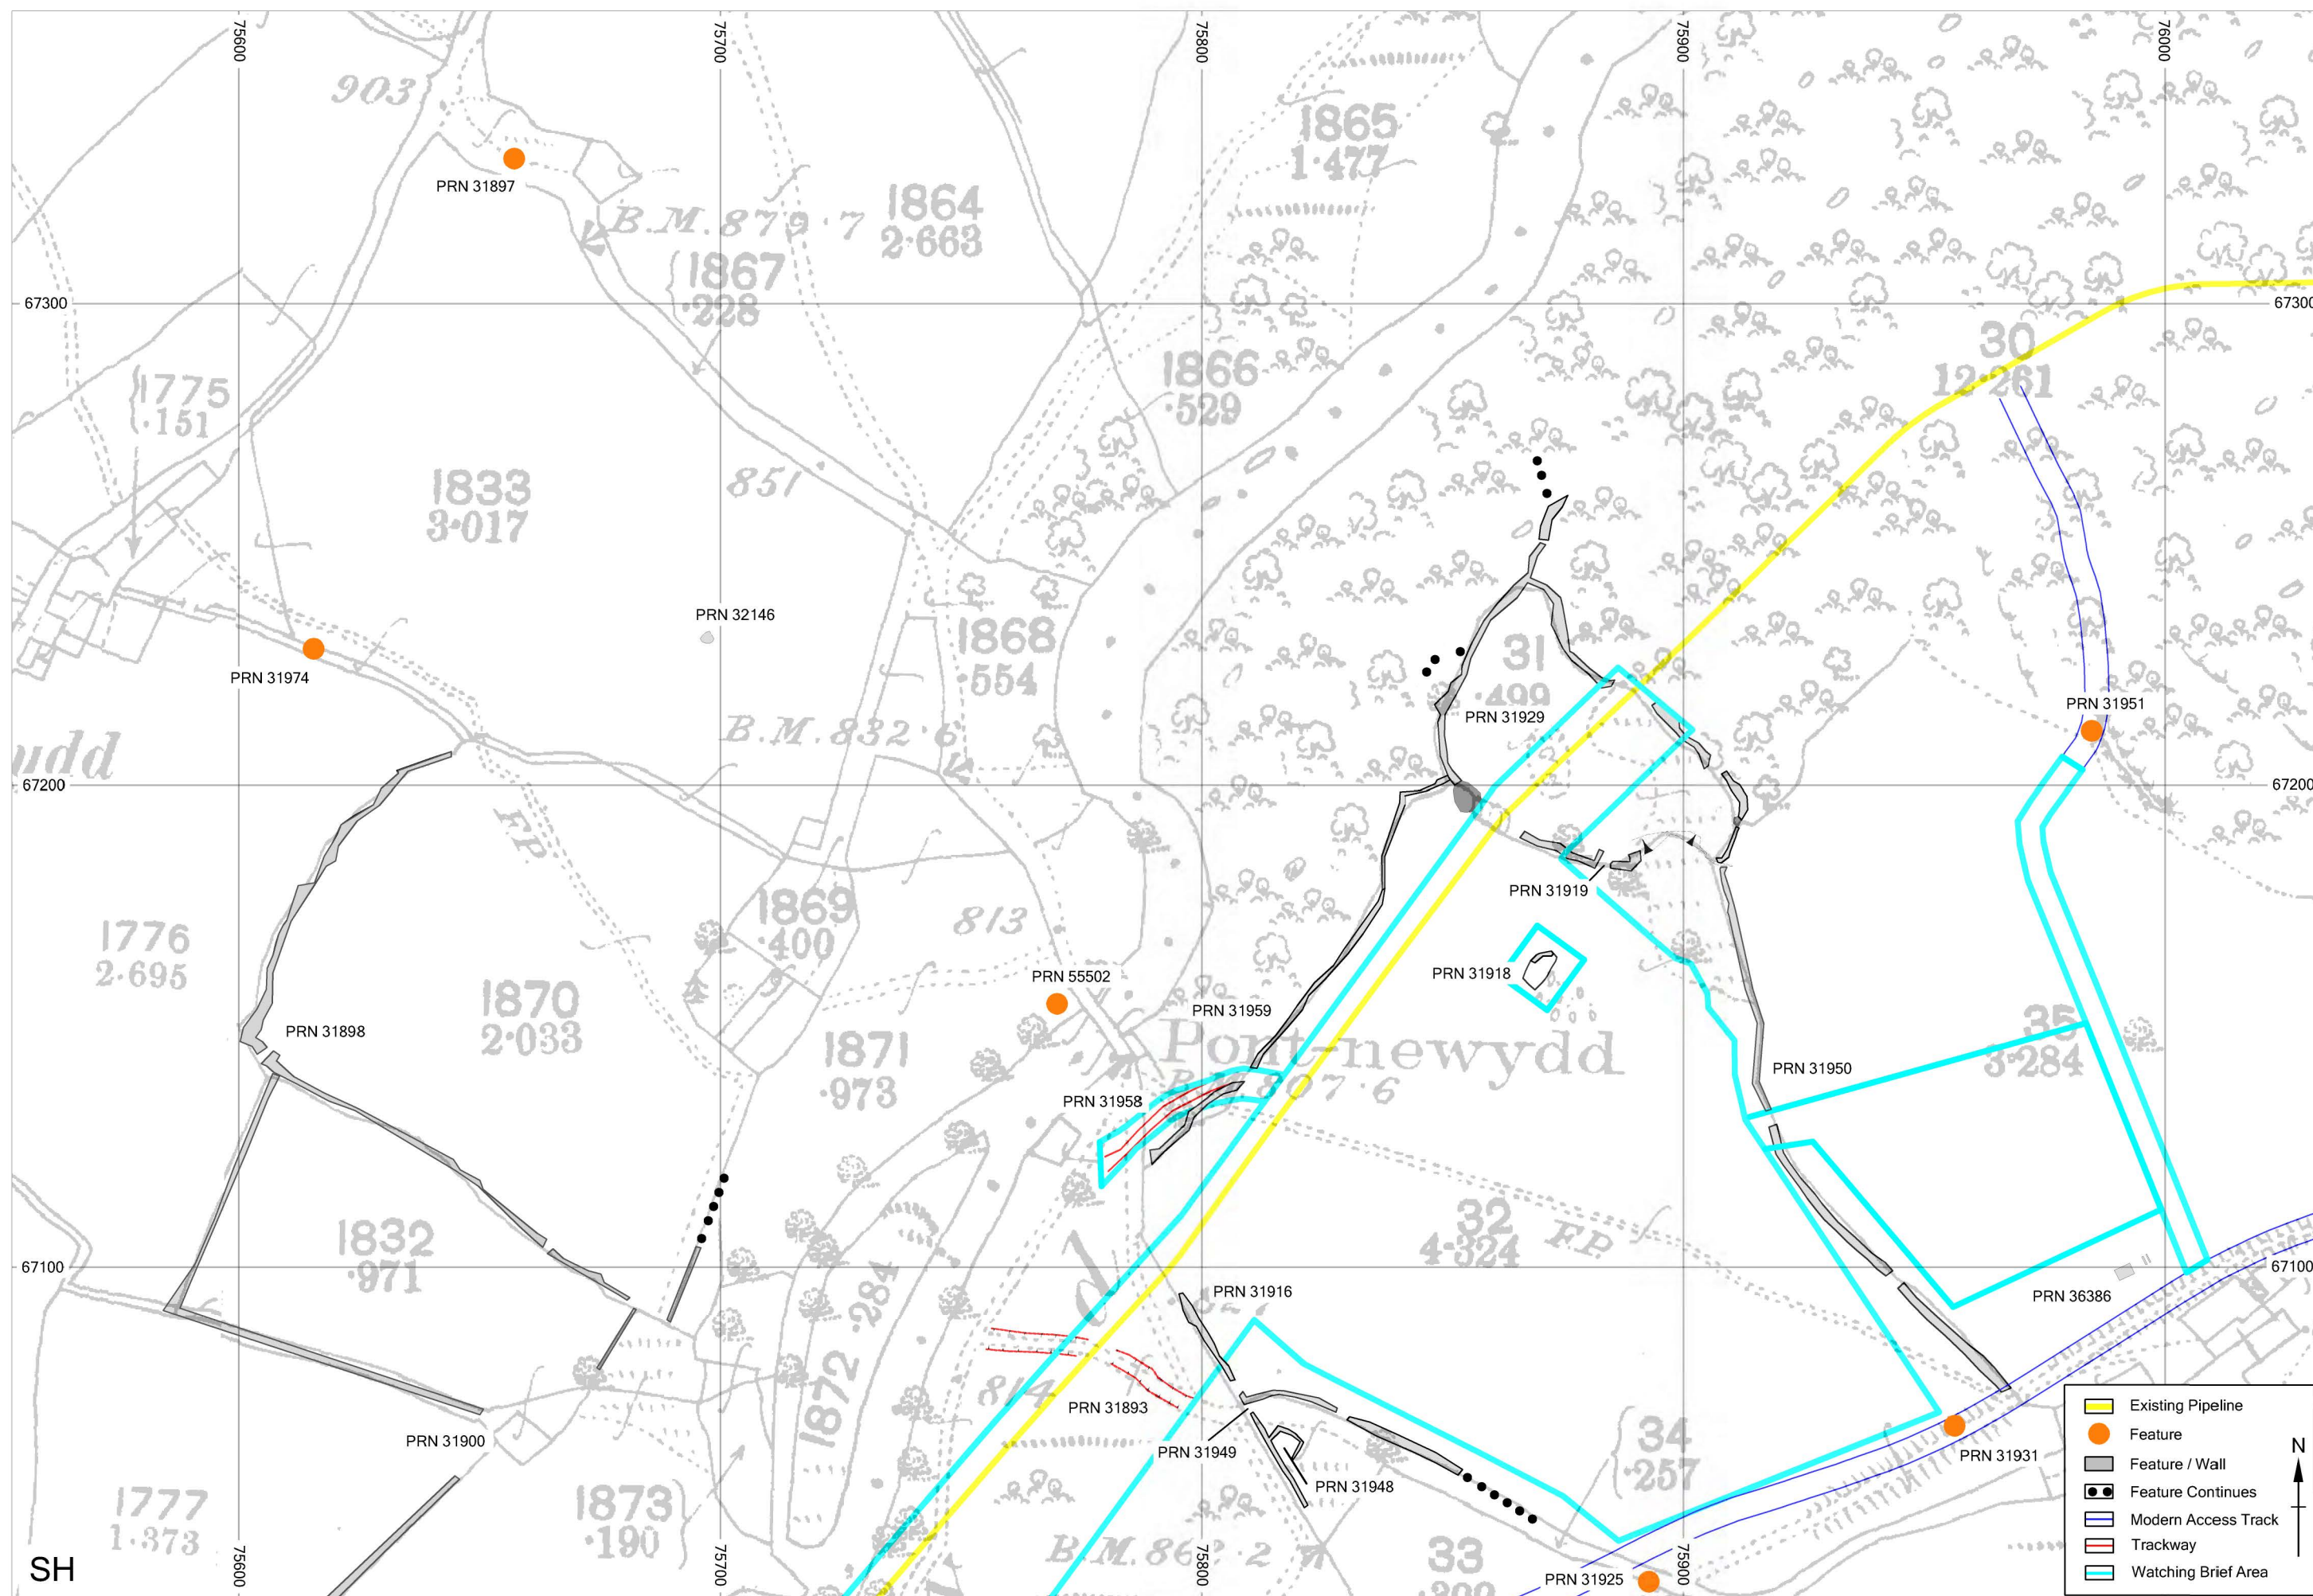 75600
75700
75800
75900
76000
903
PRN 31897
B.M. 879·7
1864
2·663
1865
1·477
1867
·228
67300
67300
1775
·151
1866
·529
30
12·261
1833
3·017
851
PRN 32146
1868
·554
31
·499
PRN 31974
PRN 31929
PRN 31951
B.M. 832·6
ydd
67200
67200
F.P.
PRN 31919
1869
·400
813
1776
2·695
PRN 55502
PRN 31918
1870
2·033
PRN 31898
PRN 31959
1871
·973
Pont-newydd
B.M. 807·6
35
3·284
PRN 31950
PRN 31958
1832
·971
32
4·324
F.P.
67100
67100
PRN 31916
PRN 36386
1872
·284
814
PRN 31893
PRN 31900
PRN 31949
PRN 31948
34
·257
PRN 31931
1777
1·373
1873
·190
B.M. 863·2
33
PRN 31925
SH
75600
75700
75800
75900
Existing Pipeline
Feature
Feature / Wall
Feature Continues
Modern Access Track
Trackway
Watching Brief Area
N